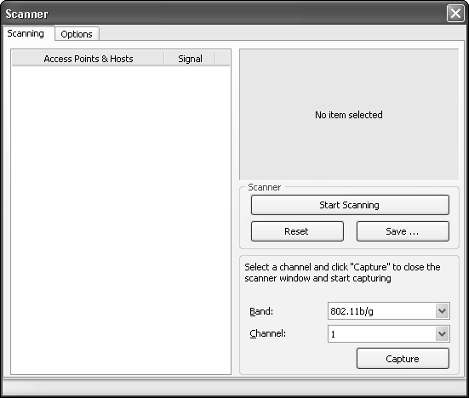 Scanner
Scanning Options
Access Points & Hosts Signal
No item selected
Scanner
Start Scanning
Reset Save ...
Select a channel and click "Capture" to close the
scanner window and start capturing
Band: 802.11b/g
Channel: 1
Capture